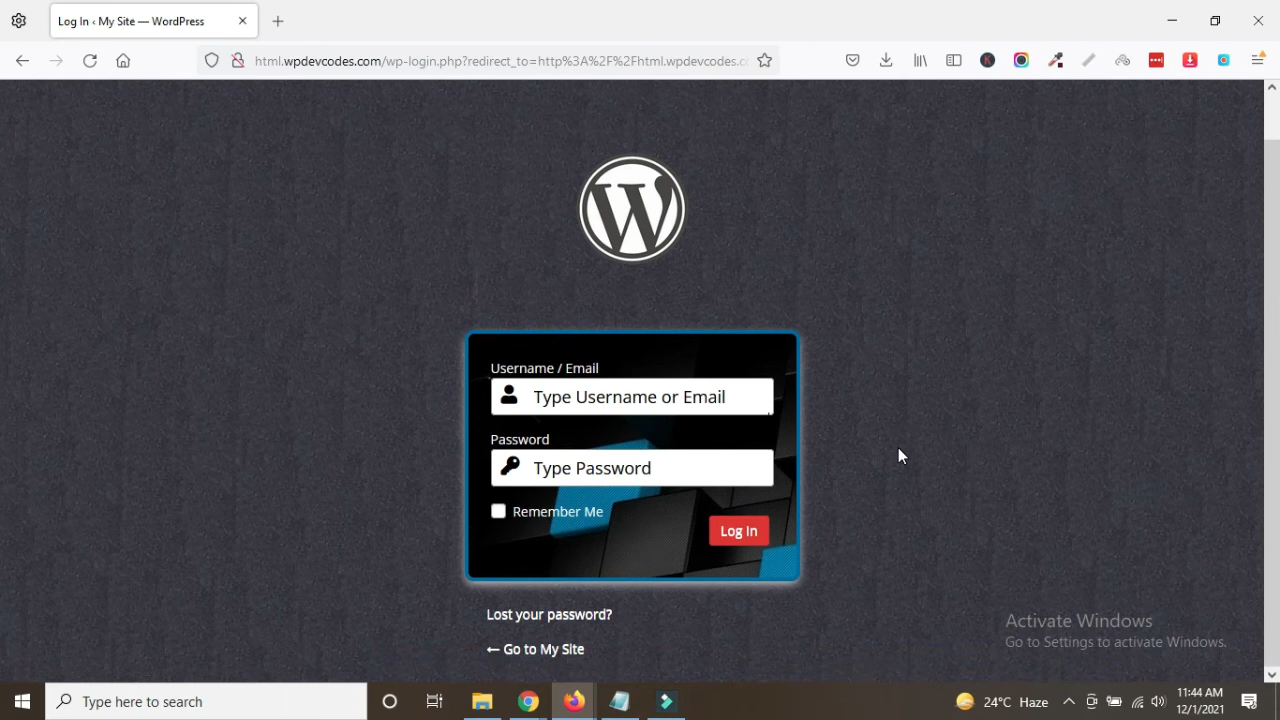 Log In ‹ My Site — WordPress
html.wpdevcodes.com/wp-login.php?redirect_to=http%3A%2F%2Fhtml.wpdevcodes.c
W
Username / Email
Type Username or Email
Password
Type Password
Remember Me
Log In
Lost your password?
← Go to My Site
Activate Windows
Go to Settings to activate Windows.
Type here to search
24°C Haze
11:44 AM
12/1/2021